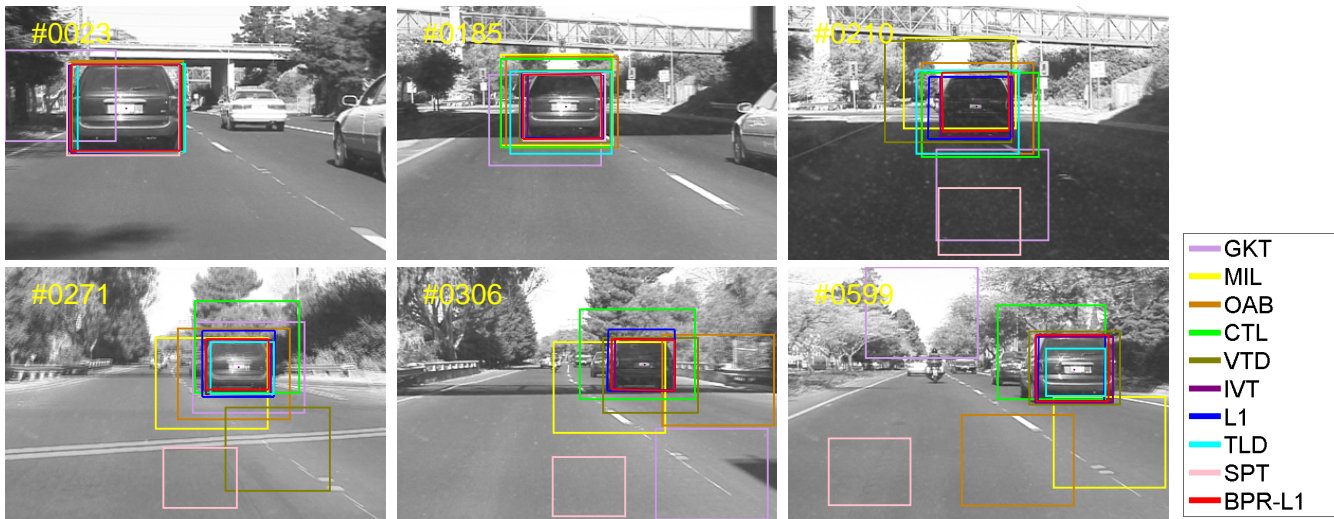 #0023
#0185
#0210
#0271
#0306
#0599
GKT
MIL
OAB
CTL
VTD
IVT
L1
TLD
SPT
BPR-L1